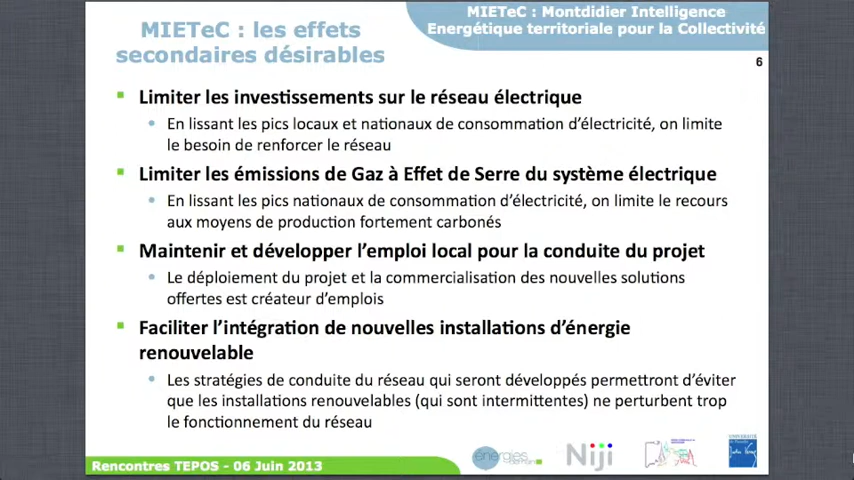 MIETeC : les effets
secondaires désirables
MIETeC : Montdidier Intelligence
Energétique territoriale pour la Collectivité
6
Limiter les investissements sur le réseau électrique
En lissant les pics locaux et nationaux de consommation d'électricité, on limite
le besoin de renforcer le réseau
Limiter les émissions de Gaz à Effet de Serre du système électrique
En lissant les pics nationaux de consommation d'électricité, on limite le recours
aux moyens de production fortement carbonés
Maintenir et développer l'emploi local pour la conduite du projet
Le déploiement du projet et la commercialisation des nouvelles solutions
offertes est créateur d'emplois
Faciliter l'intégration de nouvelles installations d'énergie
renouvelable
Les stratégies de conduite du réseau qui seront développés permettront d'éviter
que les installations renouvelables (qui sont intermittentes) ne perturbent trop
le fonctionnement du réseau
Rencontres TEPOS - 06 Juin 2013
énergies
Niji
UNIVERSITÉ
Jules Verne